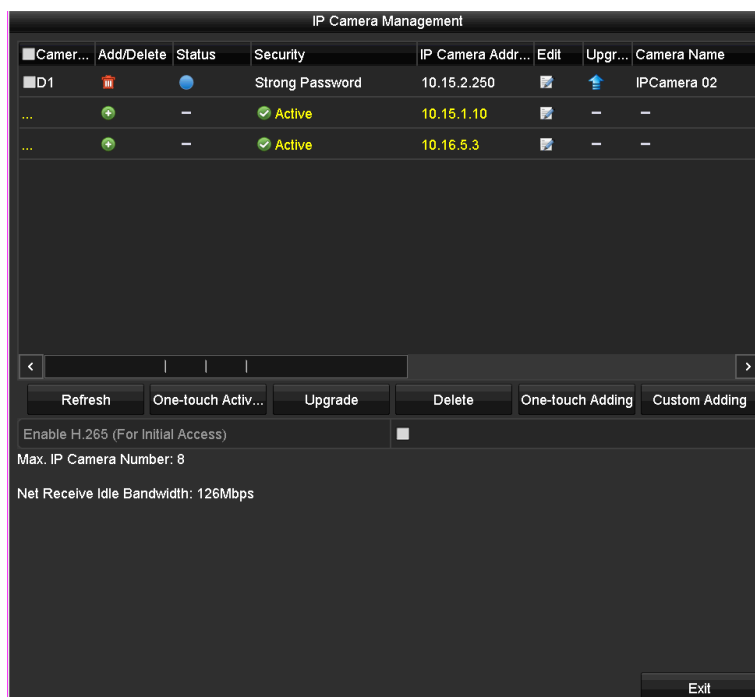 IP Camera Management
Camer... Add/Delete Status Security IP Camera Addr... Edit Upgr... Camera Name
D1 Strong Password 10.15.2.250 IPCamera 02
... – Active 10.15.1.10 – –
... – Active 10.16.5.3 – –
Refresh One-touch Activ... Upgrade Delete One-touch Adding Custom Adding
Enable H.265 (For Initial Access)
Max. IP Camera Number: 8
Net Receive Idle Bandwidth: 126Mbps
Exit